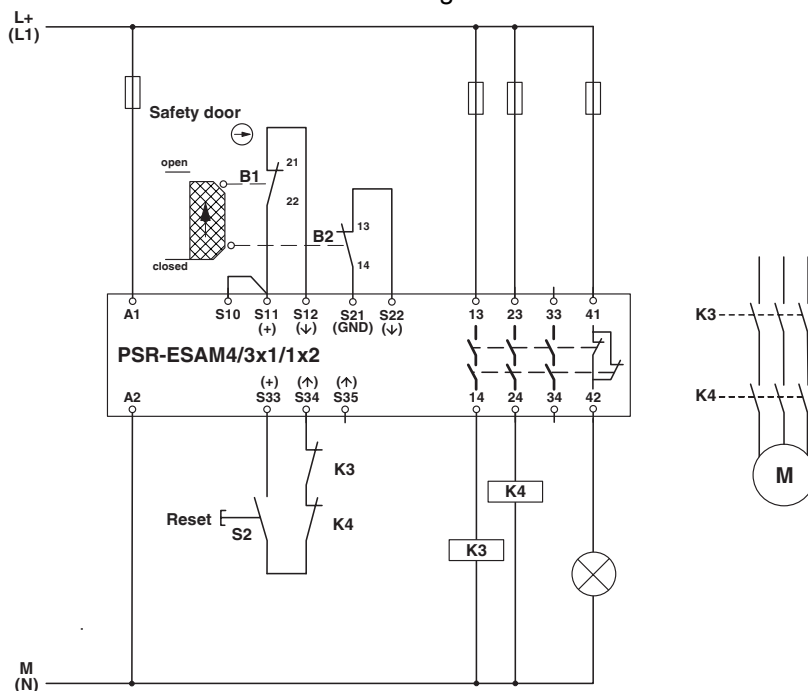 L+
(L1)
Safety door
open
closed
B1
21
22
B2
13
14
A1
S10
S11
(+)
S12
(↓)
S21
(GND)
S22
(↓)
13
23
33
41
PSR-ESAM4/3x1/1x2
A2
(+)
S33
(↑)
S34
(↑)
S35
14
24
34
42
K3
K4
Reset
S2
K4
K3
K3
K4
M
M
(N)